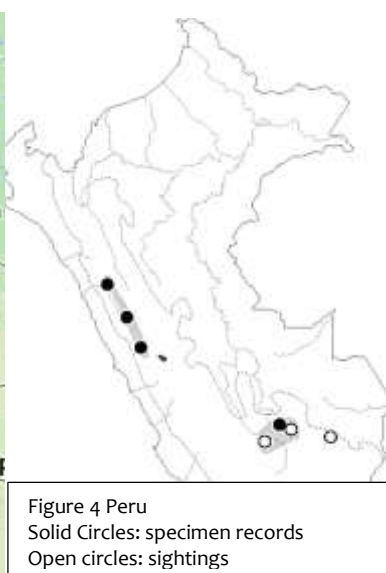 Figure 4 Peru
Solid Circles: specimen records
Open circles: sightings